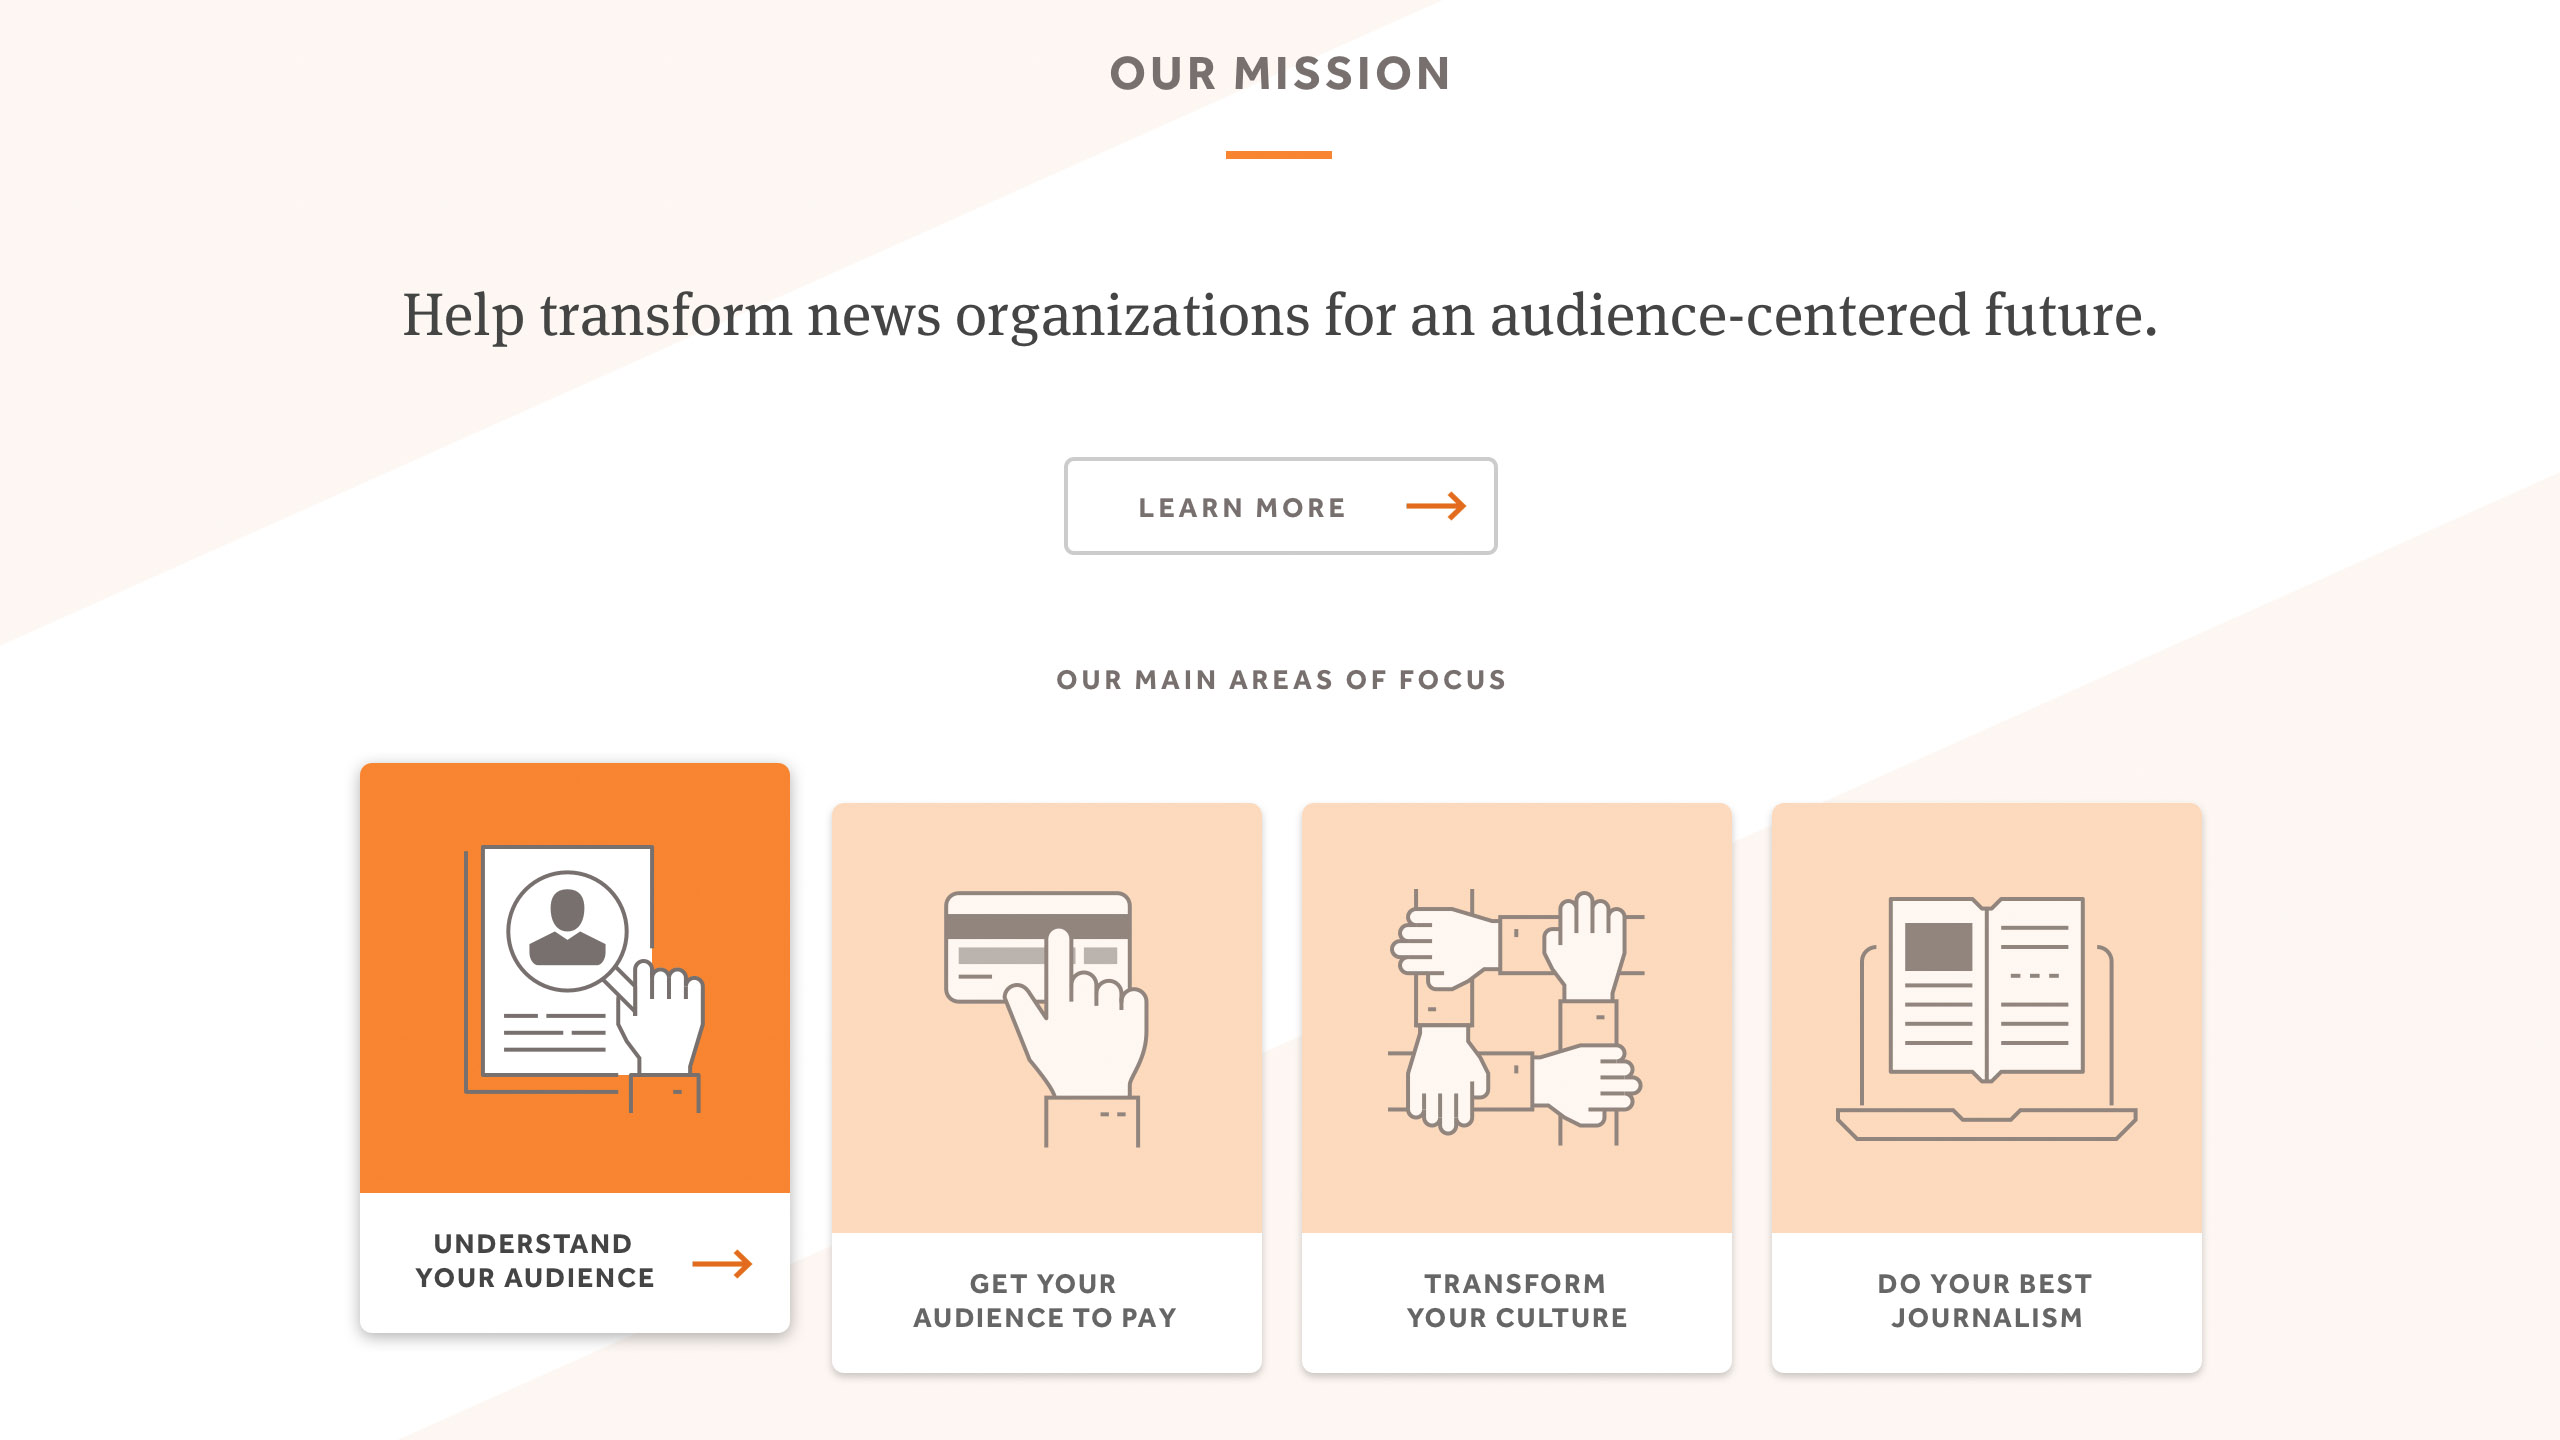 OUR MISSION
Help transform news organizations for an audience-centered future.
LEARN MORE
OUR MAIN AREAS OF FOCUS
UNDERSTAND
YOUR AUDIENCE
GET YOUR
AUDIENCE TO PAY
TRANSFORM
YOUR CULTURE
DO YOUR BEST
JOURNALISM